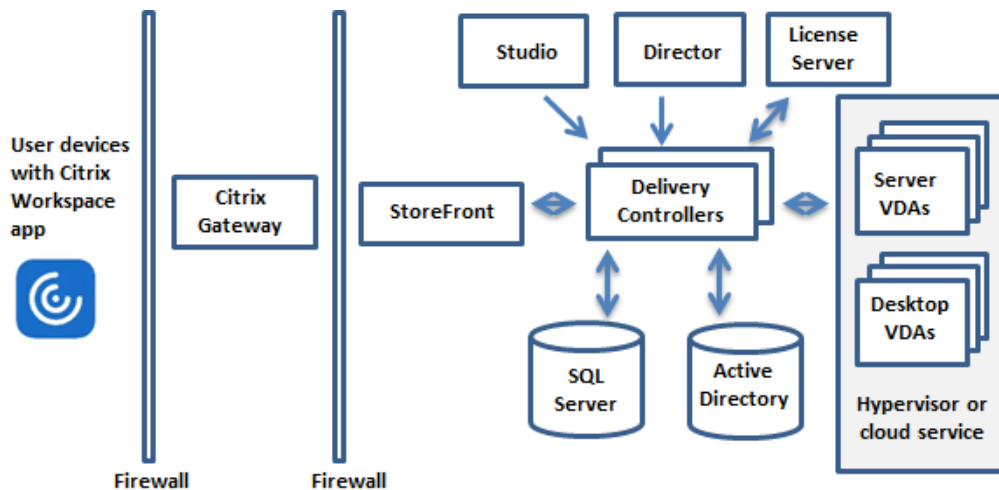 Studio
Director
License
Server
User devices
with Citrix
Workspace
app
Citrix
Gateway
StoreFront
Delivery
Controllers
Server
VDAs
Desktop
VDAs
SQL
Server
Active
Directory
Hypervisor or
cloud service
Firewall
Firewall